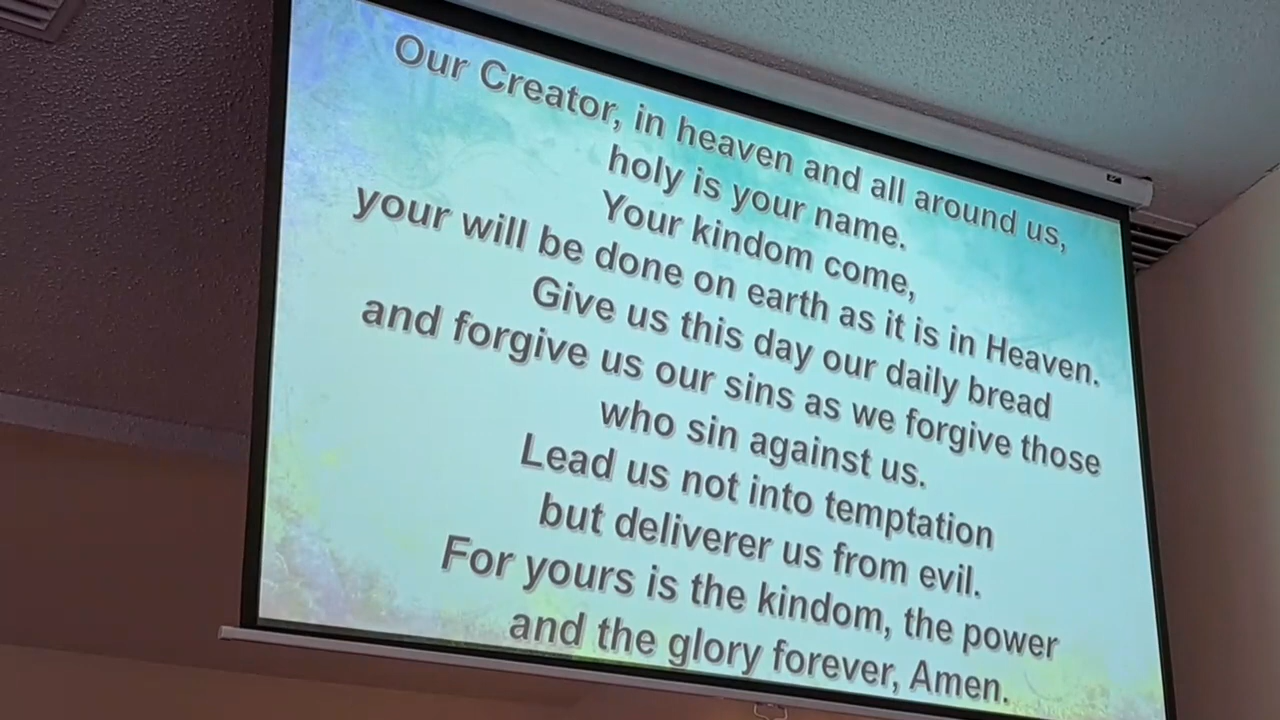 Our Creator, in heaven and all around us,
holy is your name.
Your kindom come,
your will be done on earth as it is in Heaven.
Give us this day our daily bread
and forgive us our sins as we forgive those
who sin against us.
Lead us not into temptation
but deliverer us from evil.
For yours is the kindom, the power
and the glory forever, Amen.